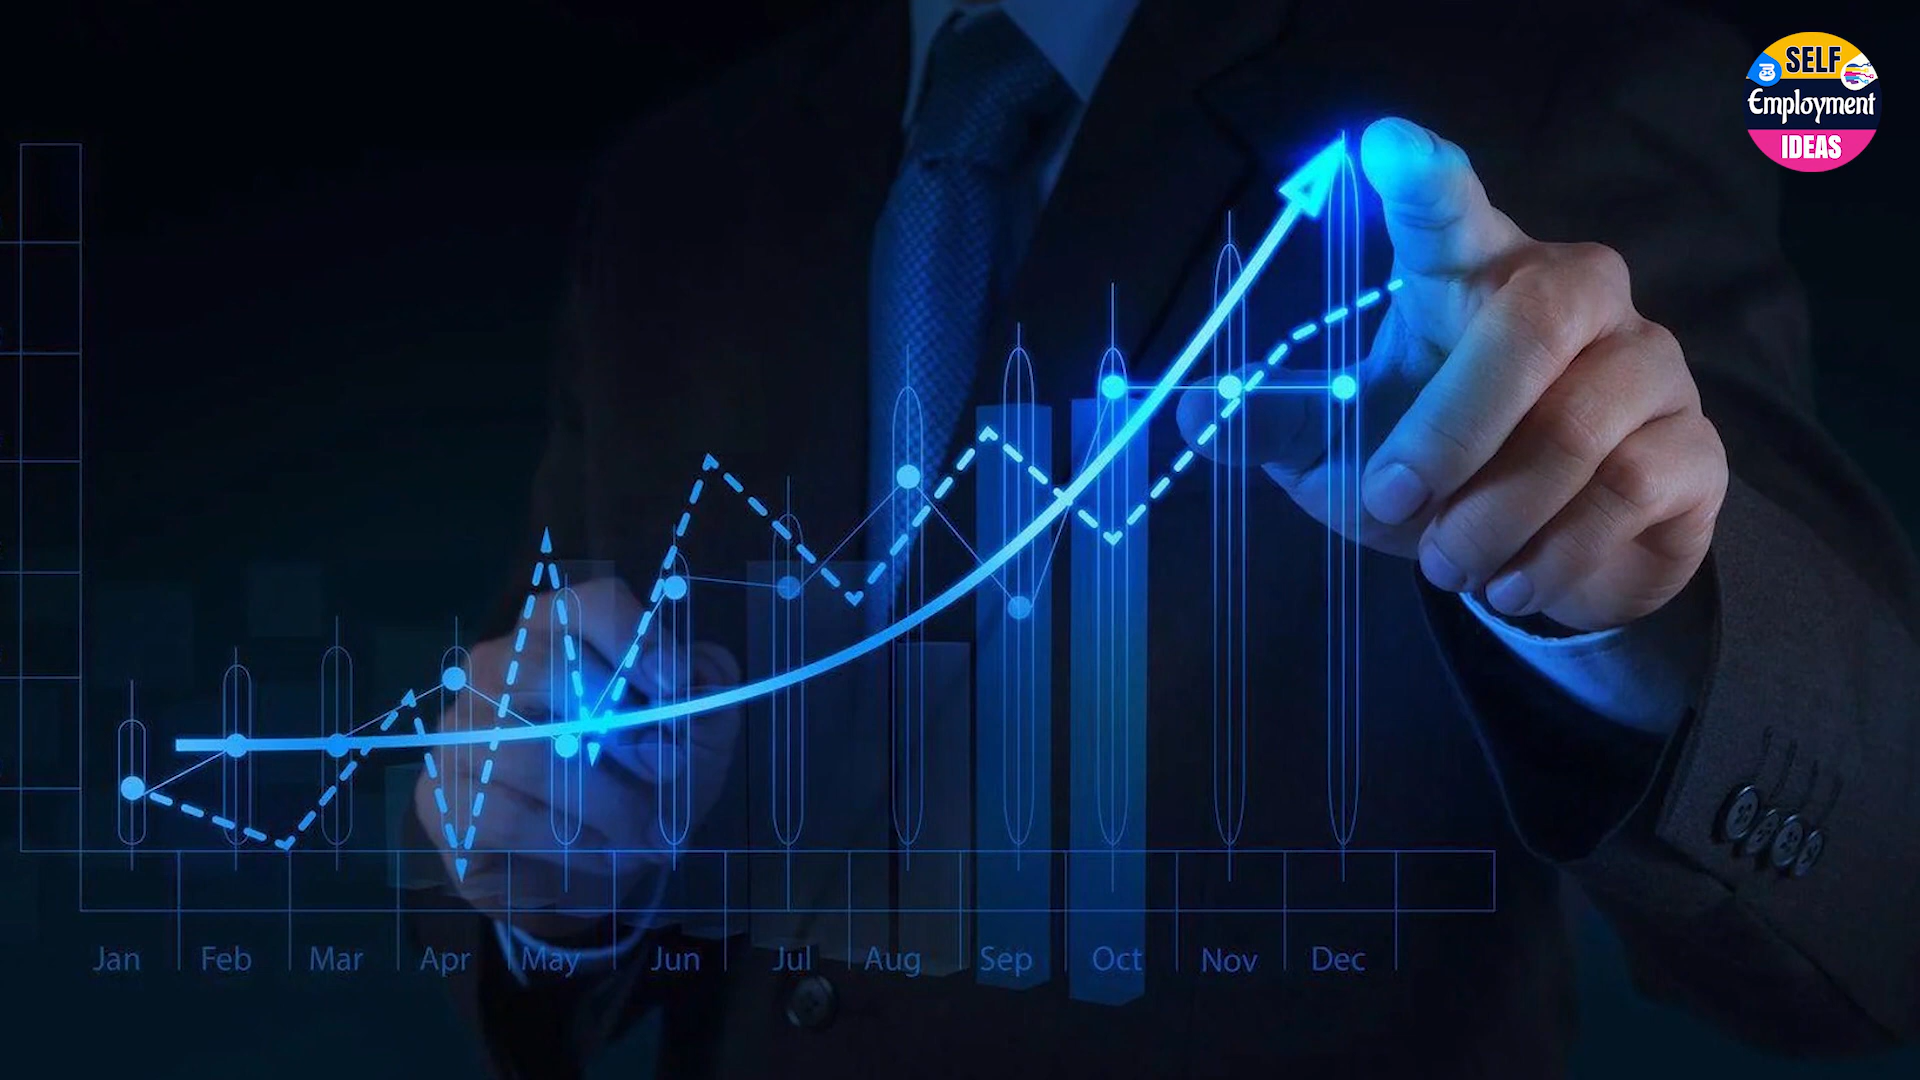 SELF
Employment
IDEAS
Jan Feb Mar Apr May Jun Jul Aug Sep Oct Nov Dec